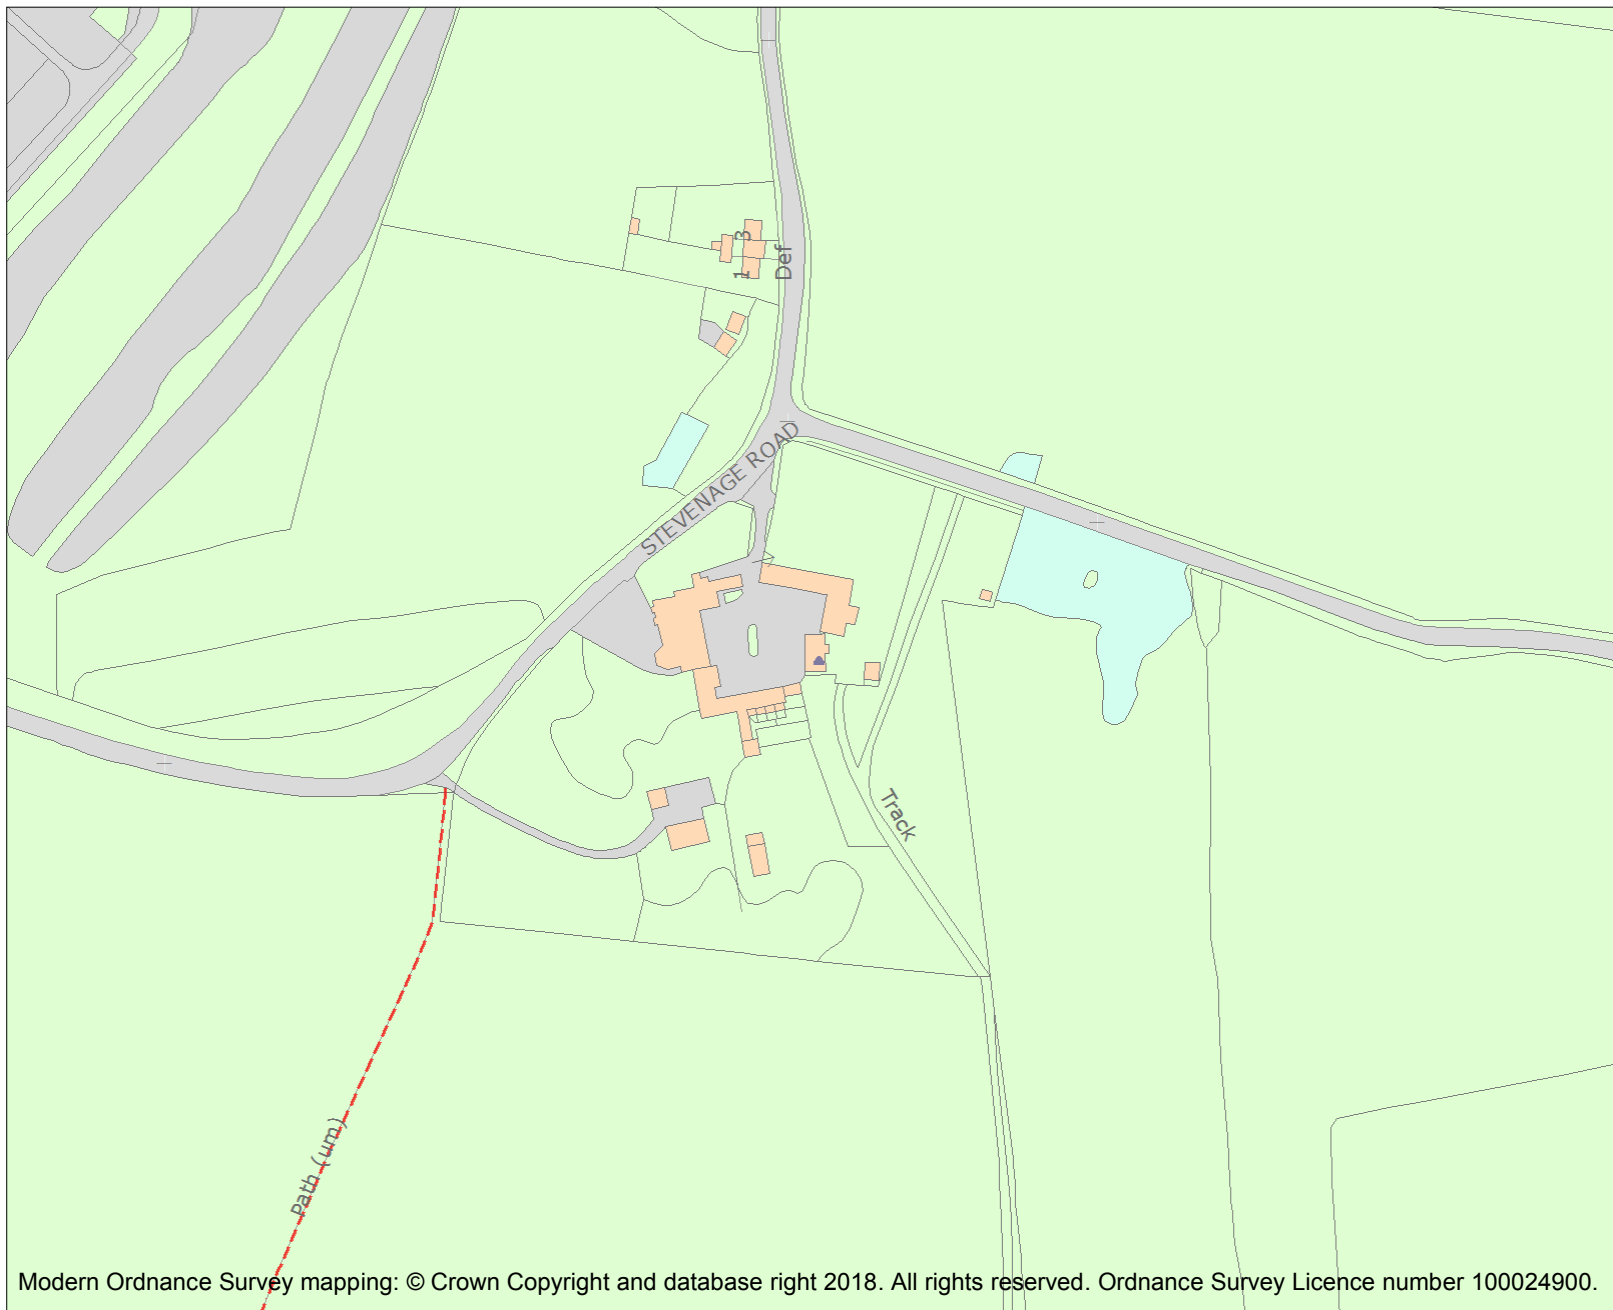 3
1
Def
STEVENAGE ROAD
Track
Path (um)
Modern Ordnance Survey mapping: © Crown Copyright and database right 2018. All rights reserved. Ordnance Survey Licence number 100024900.